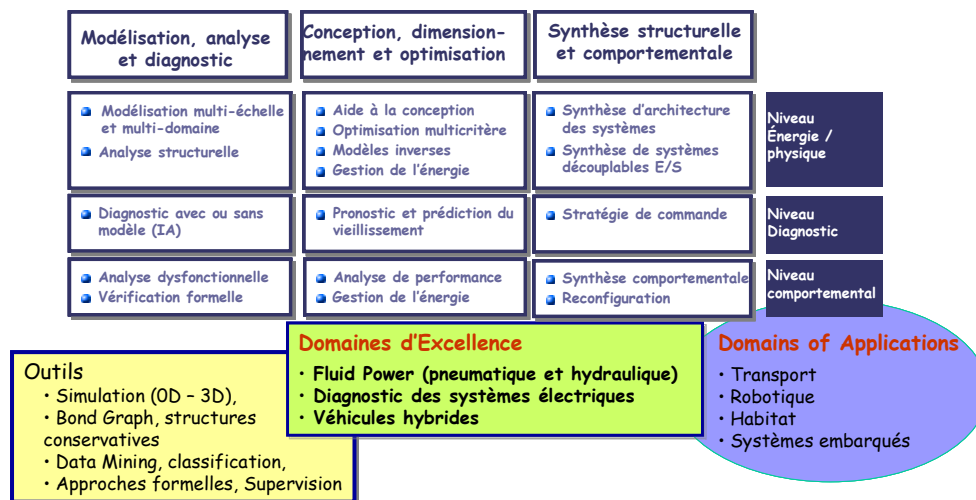 Modélisation, analyse
et diagnostic
Conception, dimension-
nement et optimisation
Synthèse structurelle
et comportementale
Modélisation multi-échelle
et multi-domaine
Analyse structurelle
Aide à la conception
Optimisation multicritère
Modèles inverses
Gestion de l'énergie
Synthèse d'architecture
des systèmes
Synthèse de systèmes
découplables E/S
Niveau
Énergie /
physique
Diagnostic avec ou sans
modèle (IA)
Pronostic et prédiction du
vieillissement
Stratégie de commande
Niveau
Diagnostic
Analyse dysfonctionnelle
Vérification formelle
Analyse de performance
Gestion de l'énergie
Synthèse comportementale
Reconfiguration
Niveau
comportemental
Outils
• Simulation (0D – 3D),
• Bond Graph, structures
conservatives
• Data Mining, classification,
• Approches formelles, Supervision
Domaines d'Excellence
• Fluid Power (pneumatique et hydraulique)
• Diagnostic des systèmes électriques
• Véhicules hybrides
Domains of Applications
• Transport
• Robotique
• Habitat
• Systèmes embarqués